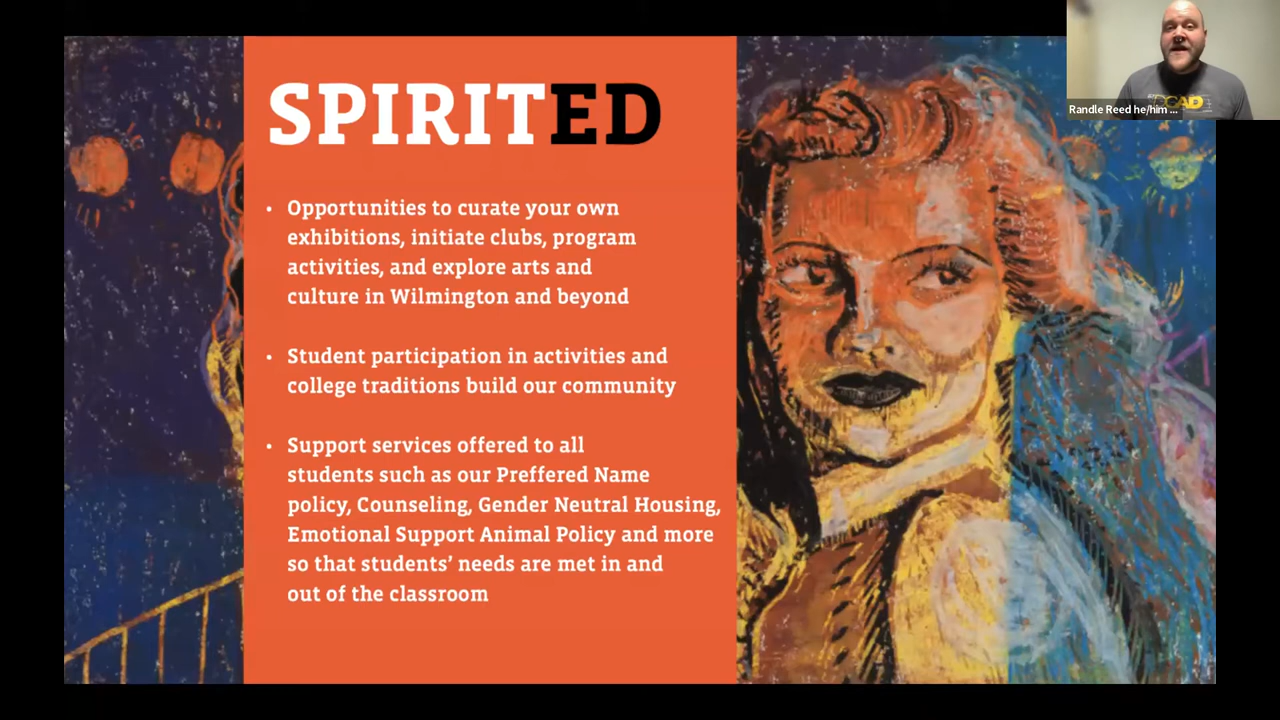 SPIRITED
• Opportunities to curate your own
exhibitions, initiate clubs, program
activities, and explore arts and
culture in Wilmington and beyond
• Student participation in activities and
college traditions build our community
• Support services offered to all
students such as our Preffered Name
policy, Counseling, Gender Neutral Housing,
Emotional Support Animal Policy and more
so that students’ needs are met in and
out of the classroom
Randle Reed he/him ...